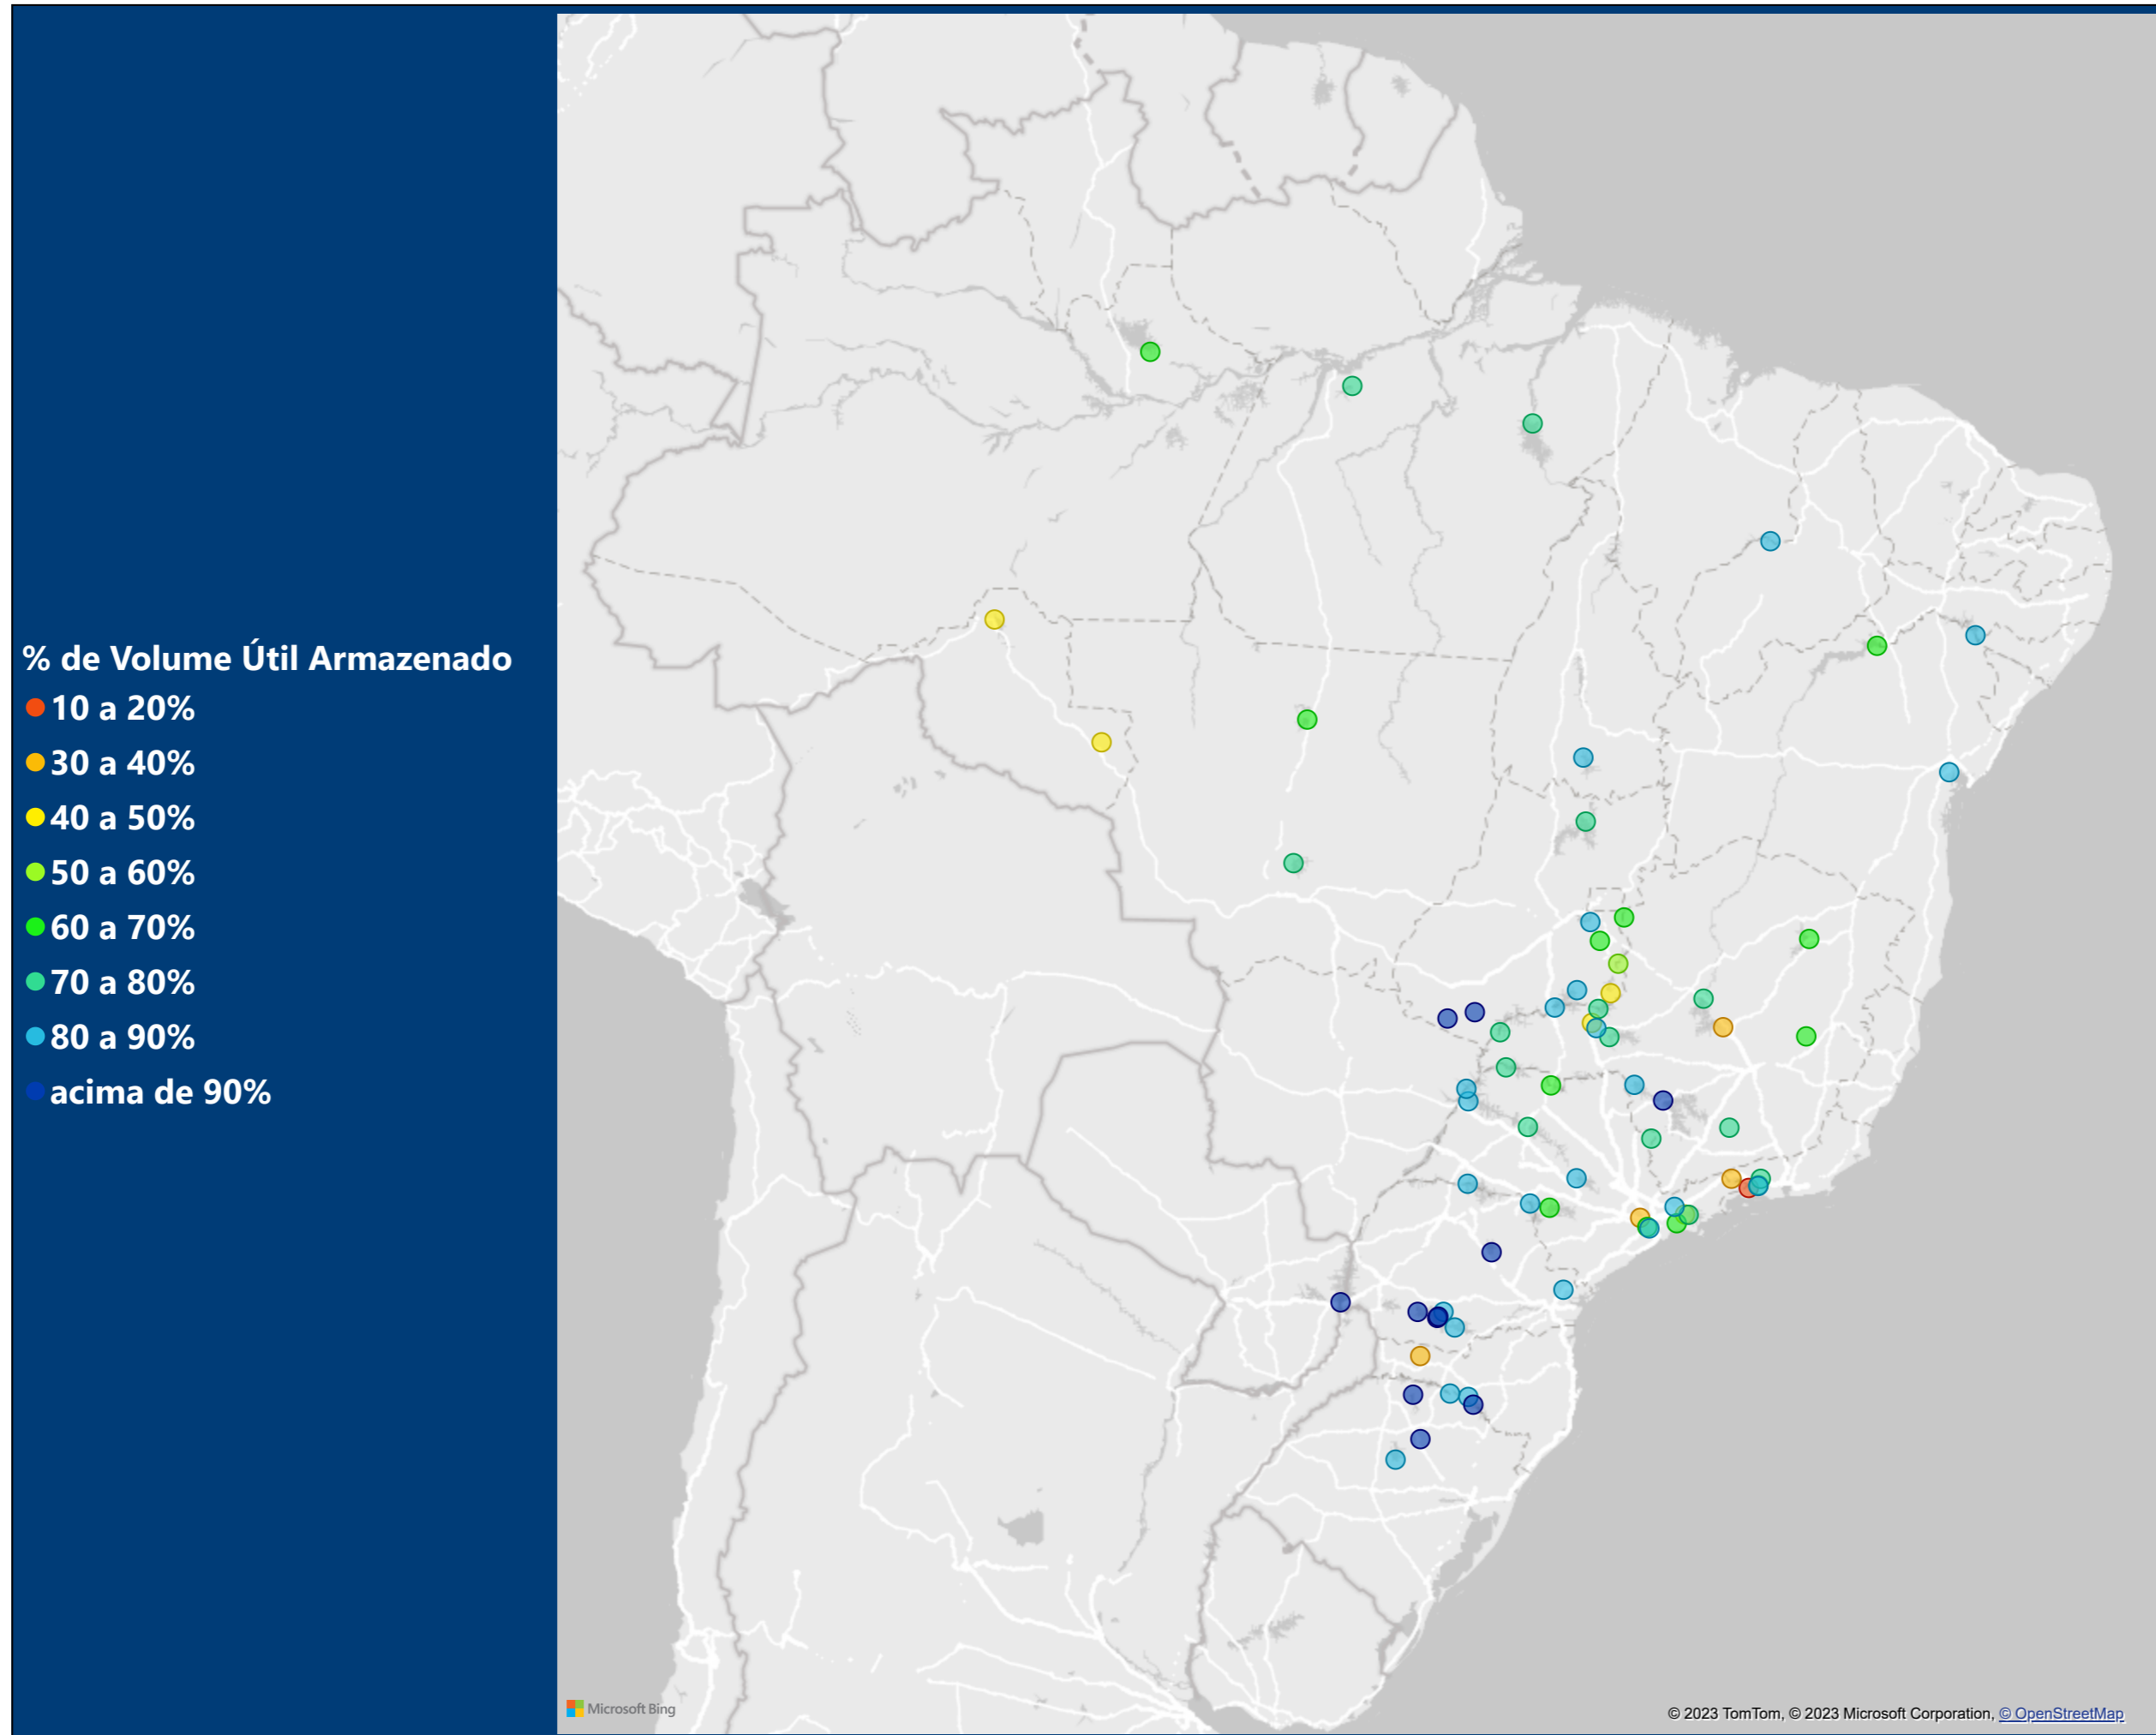 % de Volume Útil Armazenado
10 a 20%
30 a 40%
40 a 50%
50 a 60%
60 a 70%
70 a 80%
80 a 90%
acima de 90%
Microsoft Bing
© 2023 TomTom, © 2023 Microsoft Corporation, © OpenStreetMap